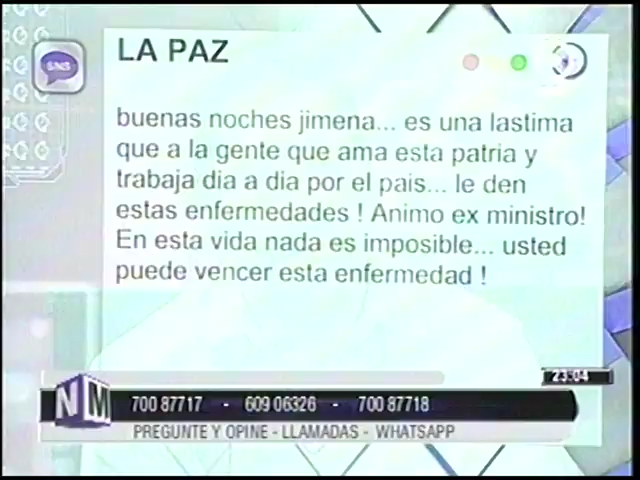 LA PAZ
SMS
buenas noches jimena... es una lastima
que a la gente que ama esta patria y
trabaja dia a dia por el pais... le den
estas enfermedades ! Animo ex ministro!
En esta vida nada es imposible... usted
puede vencer esta enfermedad !
23:04
NM
700 87717 - 609 06326 - 700 87718
PREGUNTE Y OPINE - LLAMADAS - WHATSAPP